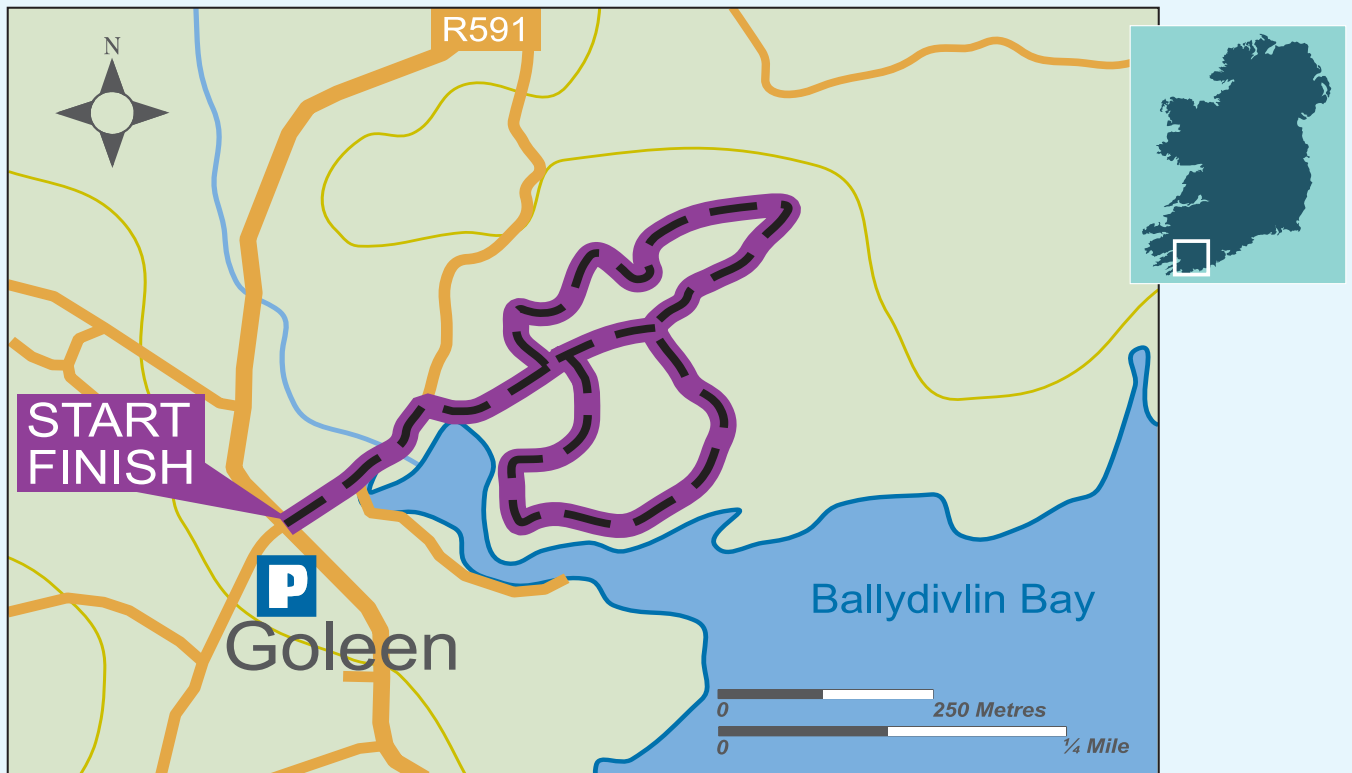 R591
N
START
FINISH
P
Goleen
Ballydivlin Bay
0 250 Metres
0 ¼ Mile